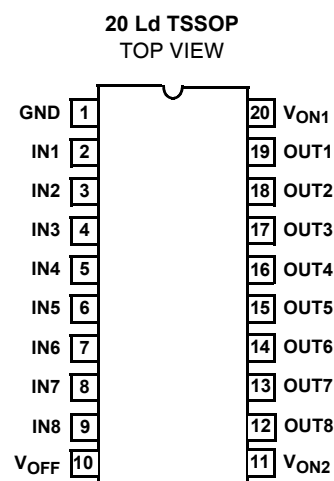 20 Ld TSSOP
TOP VIEW
GND 1 20 VON1
IN1 2 19 OUT1
IN2 3 18 OUT2
IN3 4 17 OUT3
IN4 5 16 OUT4
IN5 6 15 OUT5
IN6 7 14 OUT6
IN7 8 13 OUT7
IN8 9 12 OUT8
VOFF 10 11 VON2